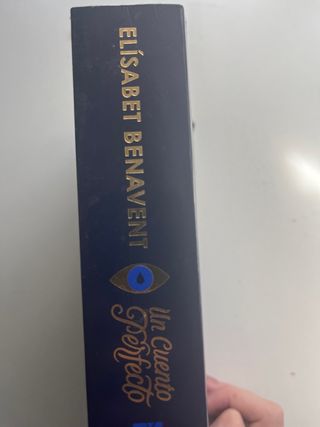 ELÍSABET BENAVENT
Un Cuento
Perfecto